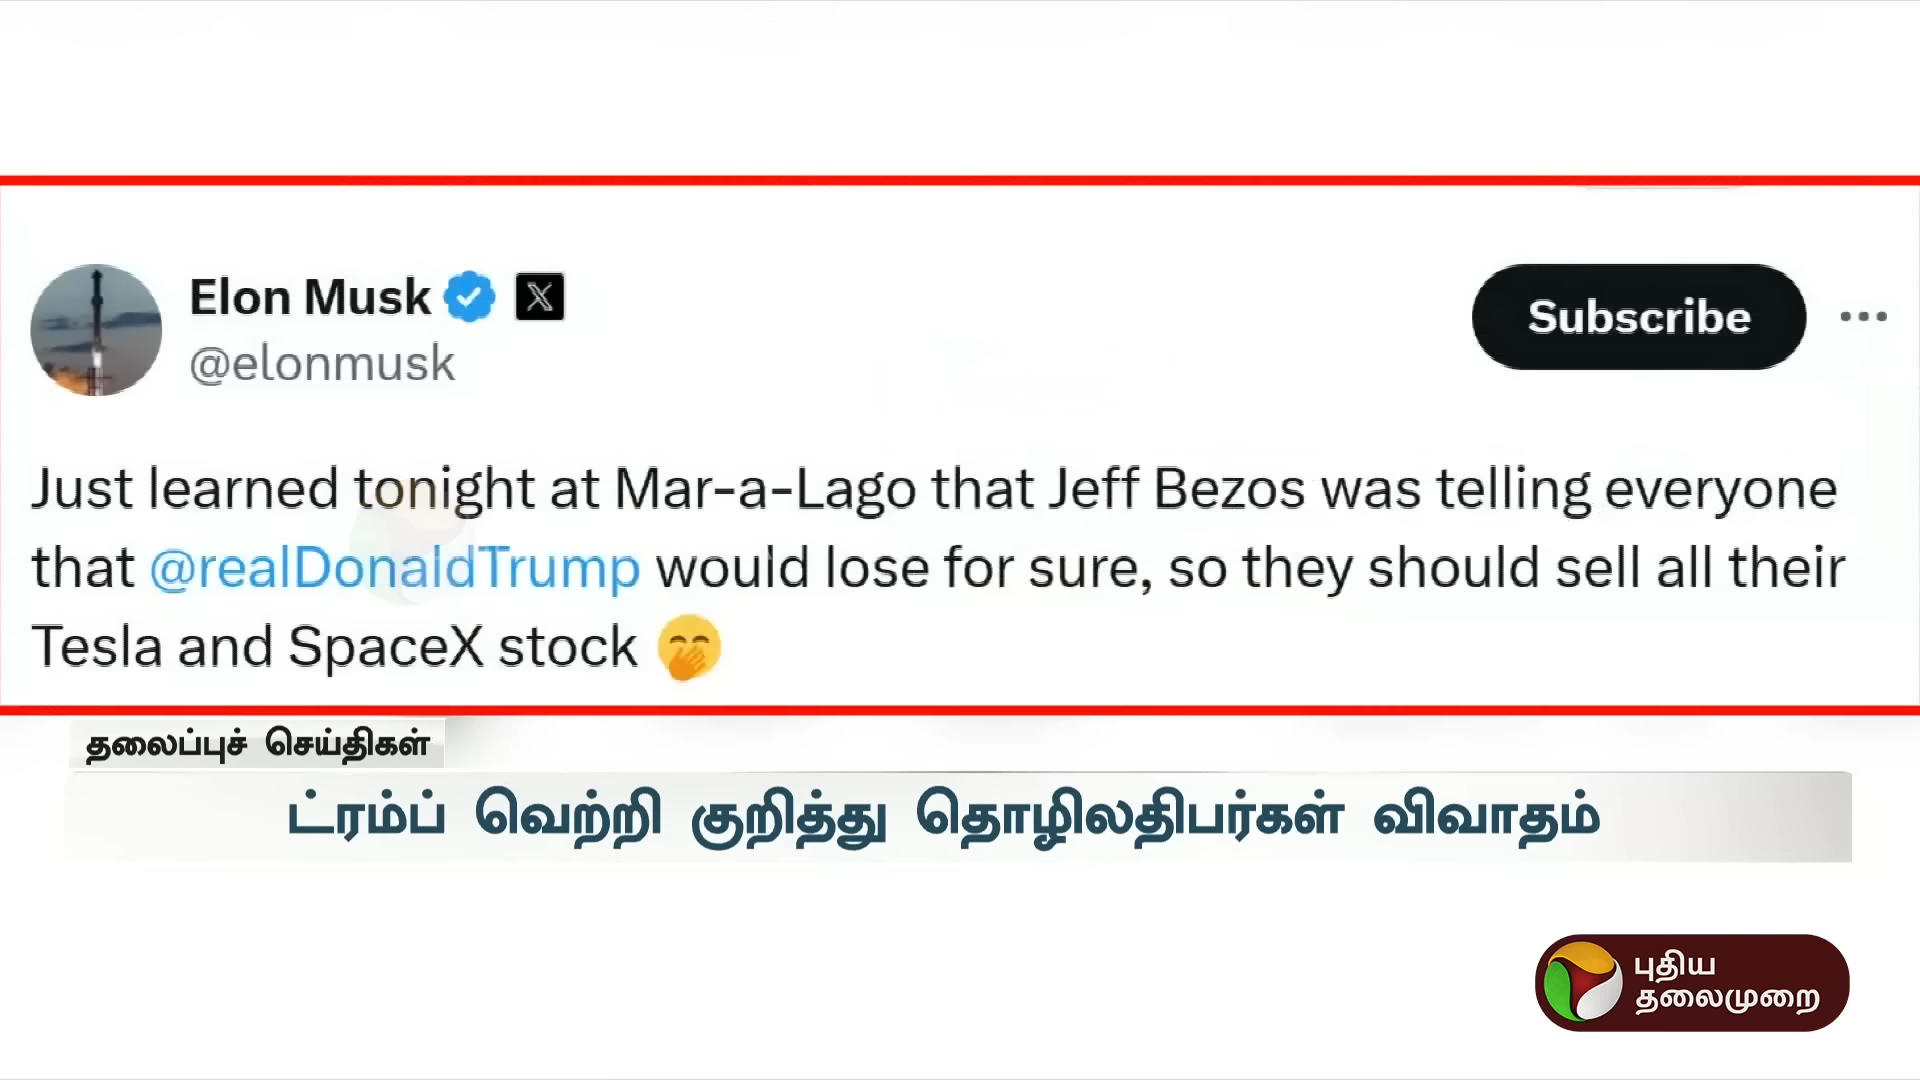 Elon Musk
@elonmusk
Subscribe
Just learned tonight at Mar-a-Lago that Jeff Bezos was telling everyone
that @realDonaldTrump would lose for sure, so they should sell all their
Tesla and SpaceX stock 🤭
தலைப்புச் செய்திகள்
ட்ரம்ப் வெற்றி குறித்து தொழிலதிபர்கள் விவாதம்
புதிய
தலைமுறை